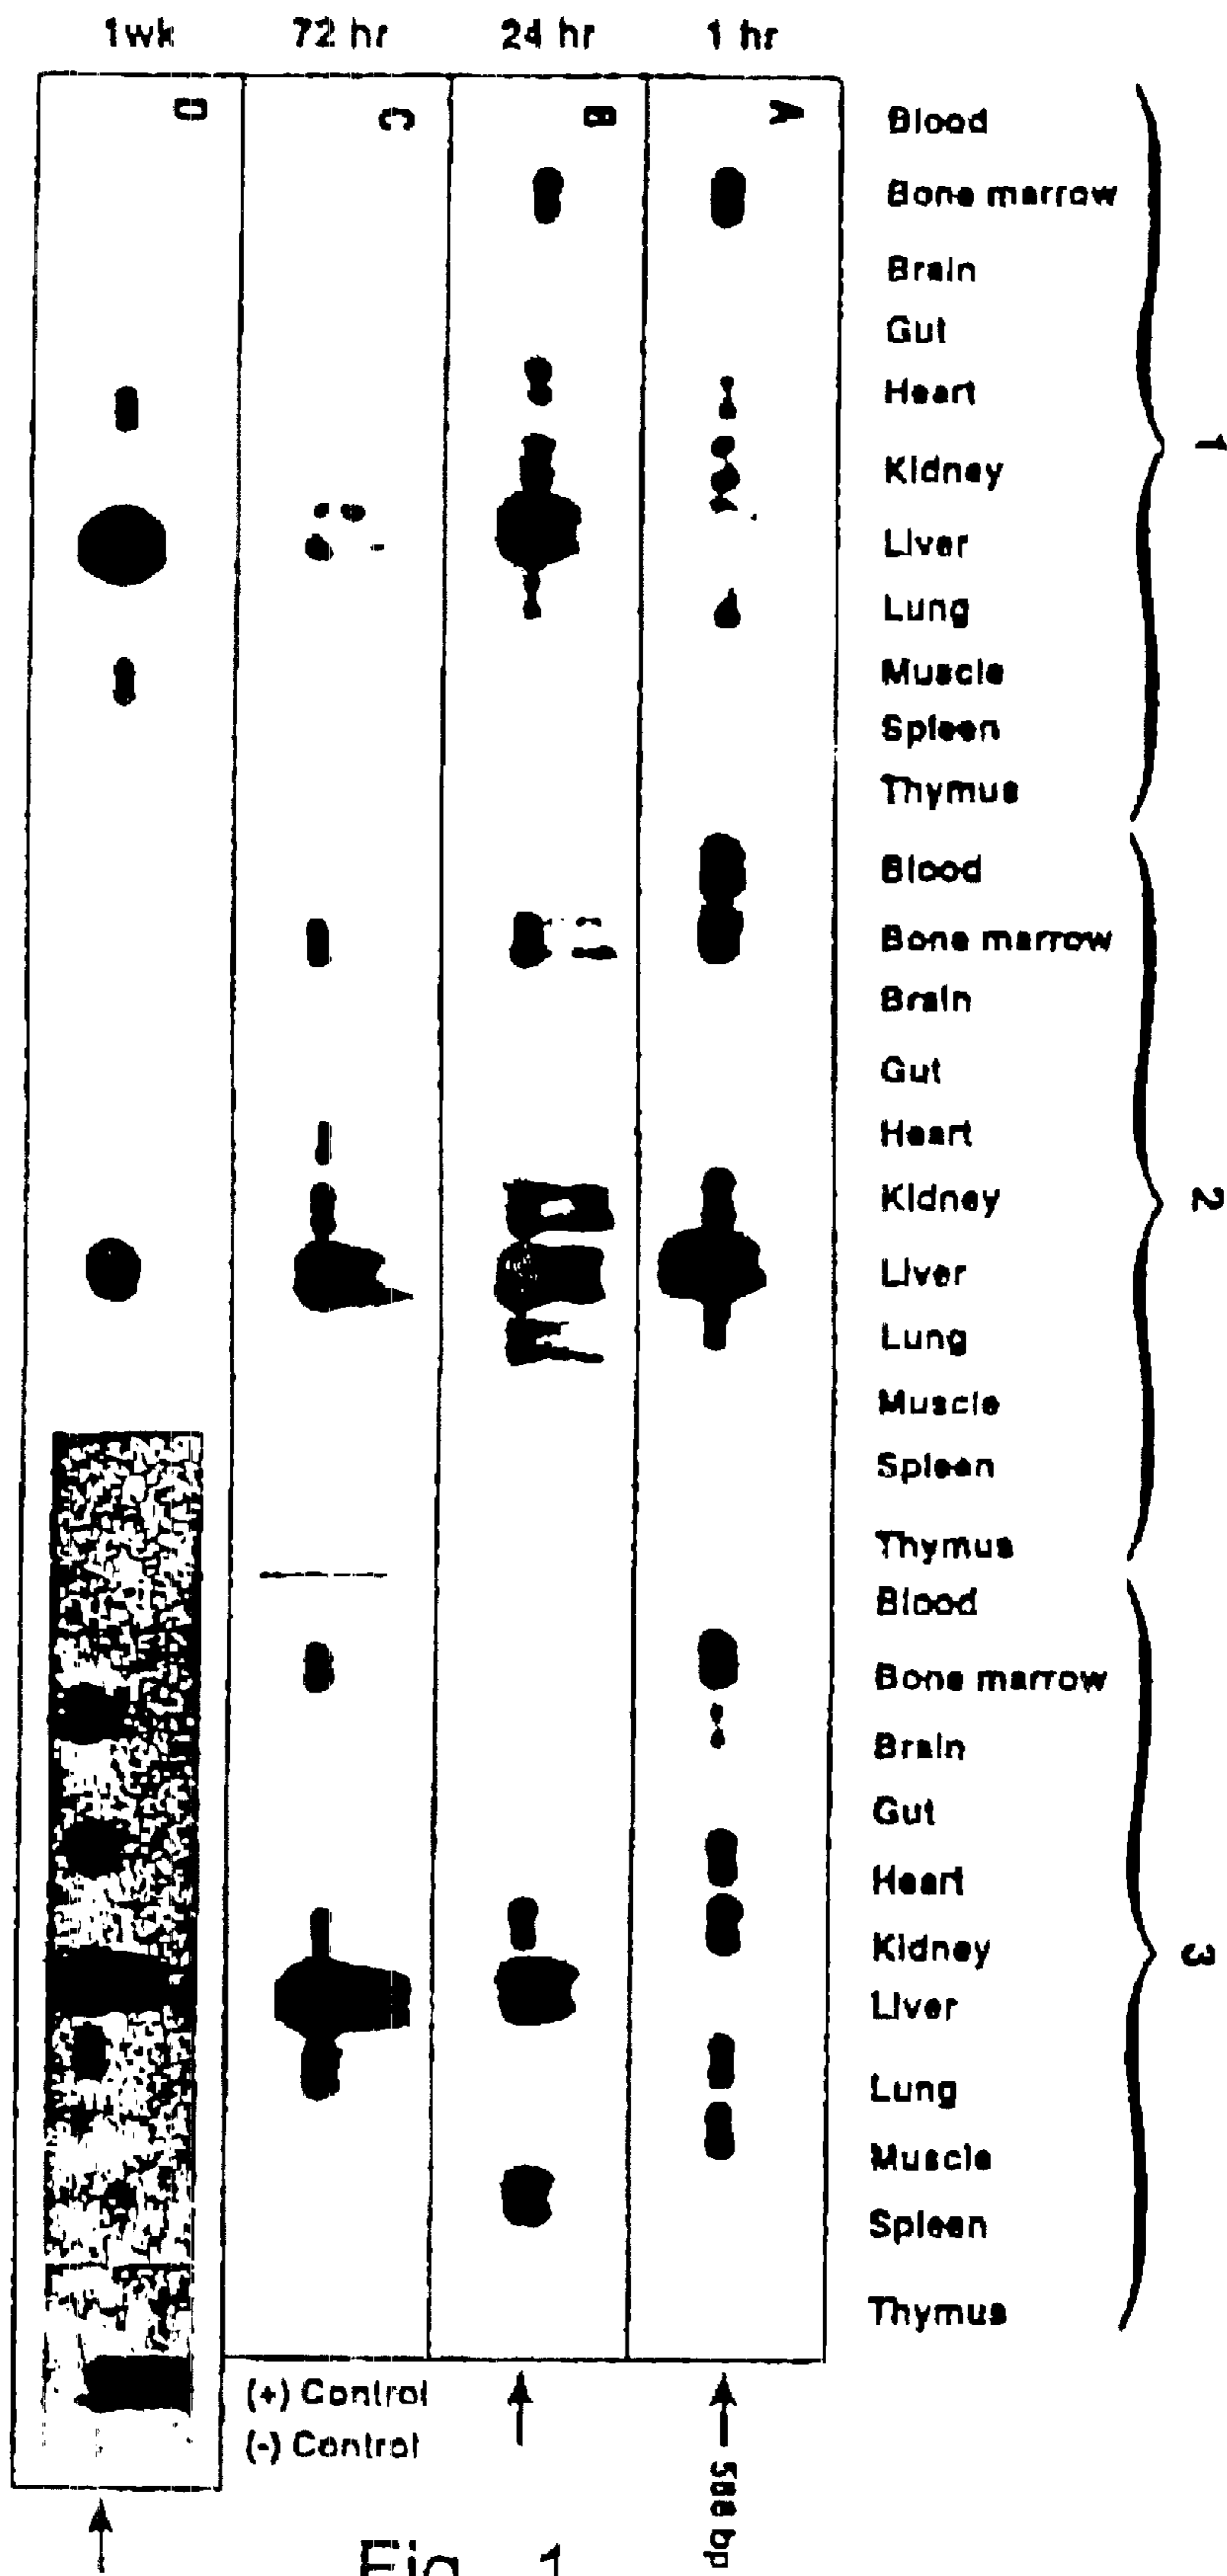 1wk 72 hr 24 hr 1 hr
D C B A
1
Blood
Bone marrow
Brain
Gut
Heart
Kidney
Liver
Lung
Muscle
Spleen
Thymus
2
Blood
Bone marrow
Brain
Gut
Heart
Kidney
Liver
Lung
Muscle
Spleen
Thymus
3
Blood
Bone marrow
Brain
Gut
Heart
Kidney
Liver
Lung
Muscle
Spleen
Thymus
(+) Control
(-) Control
bp
Fig. 1